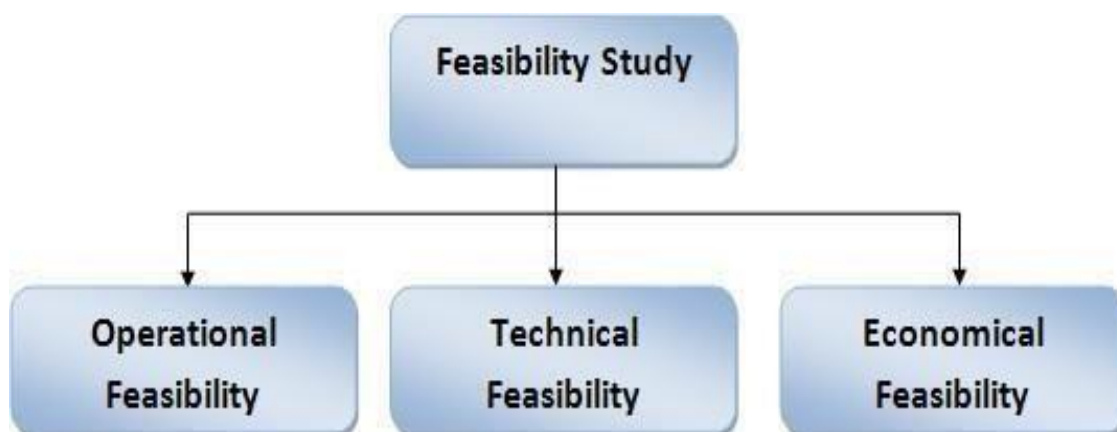 Feasibility Study
Operational
Feasibility
Technical
Feasibility
Economical
Feasibility